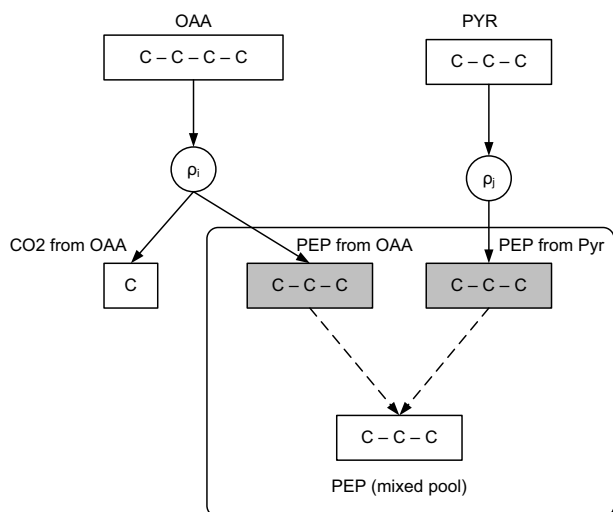 OAA
PYR
C – C – C – C
C – C – C
ρi
ρj
CO2 from OAA
PEP from OAA
PEP from Pyr
C
C – C – C
C – C – C
C – C – C
PEP (mixed pool)